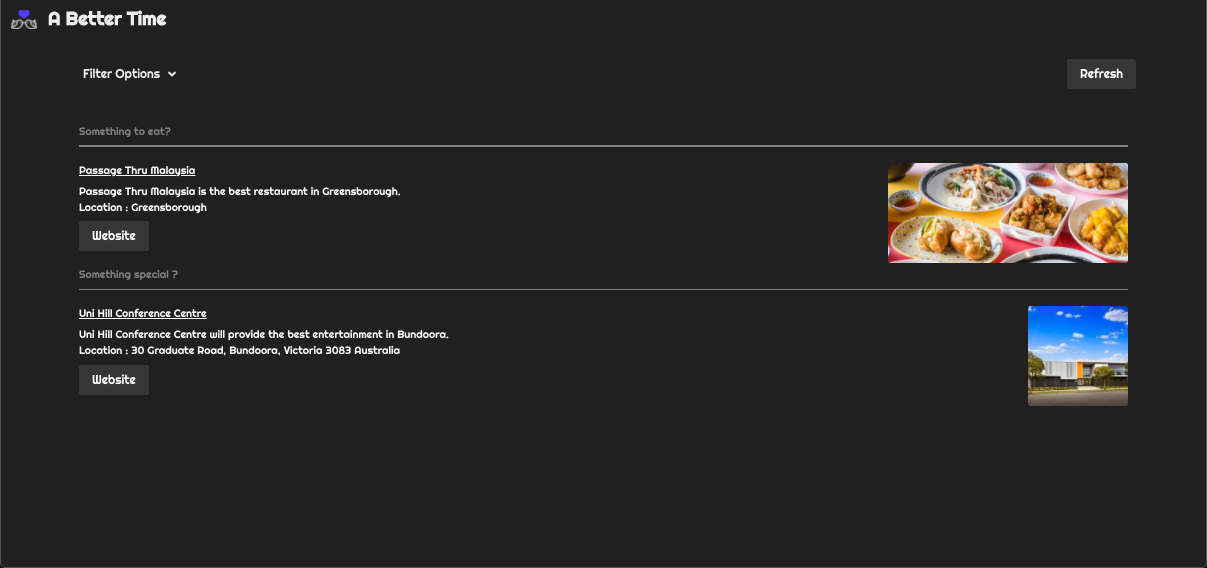 A Better Time
Filter Options
Refresh
Something to eat?
Passage Thru Malaysia
Passage Thru Malaysia is the best restaurant in Greensborough.
Location : Greensborough
Website
Something special ?
Uni Hill Conference Centre
Uni Hill Conference Centre will provide the best entertainment in Bundoora.
Location : 30 Graduate Road, Bundoora, Victoria 3083 Australia
Website